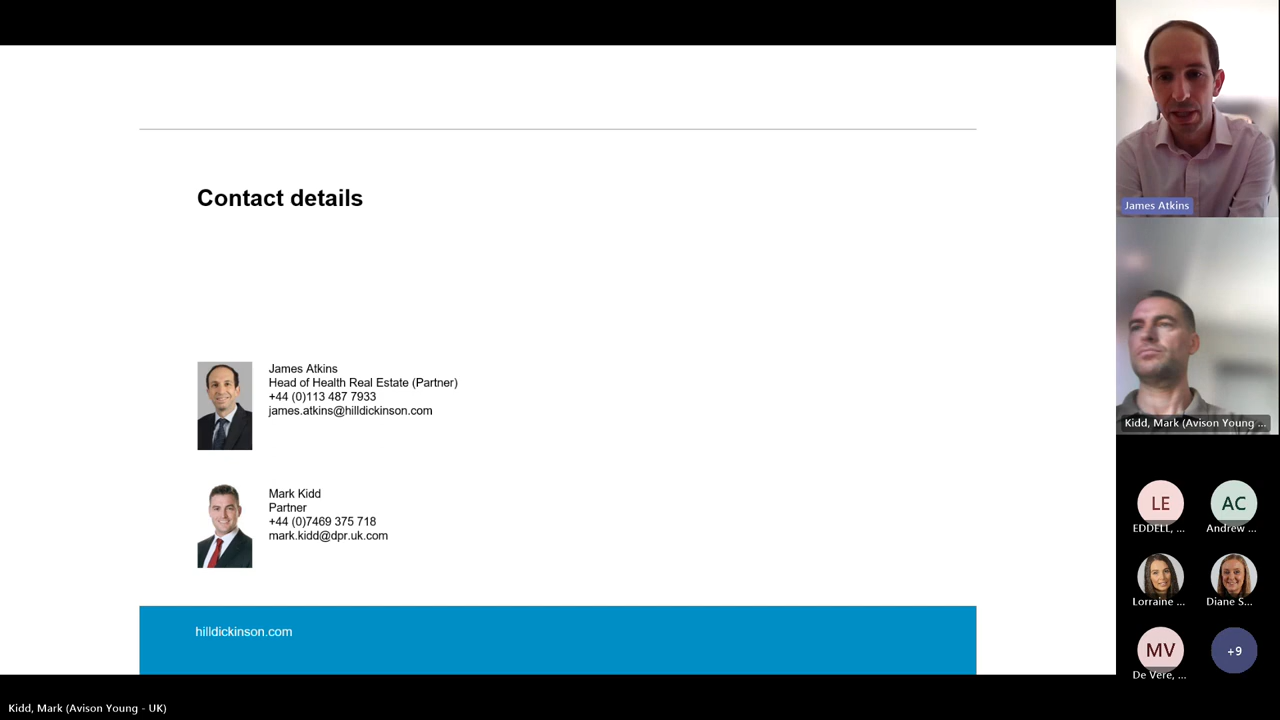 Contact details
James Atkins
Head of Health Real Estate (Partner)
+44 (0)113 487 7933
james.atkins@hilldickinson.com
Mark Kidd
Partner
+44 (0)7469 375 718
mark.kidd@dpr.uk.com
hilldickinson.com
James Atkins
Kidd, Mark (Avison Young ...
LE
AC
EDDELL, ...
Andrew ...
Lorraine ...
Diane S...
MV
+9
De Vere, ...
Kidd, Mark (Avison Young - UK)